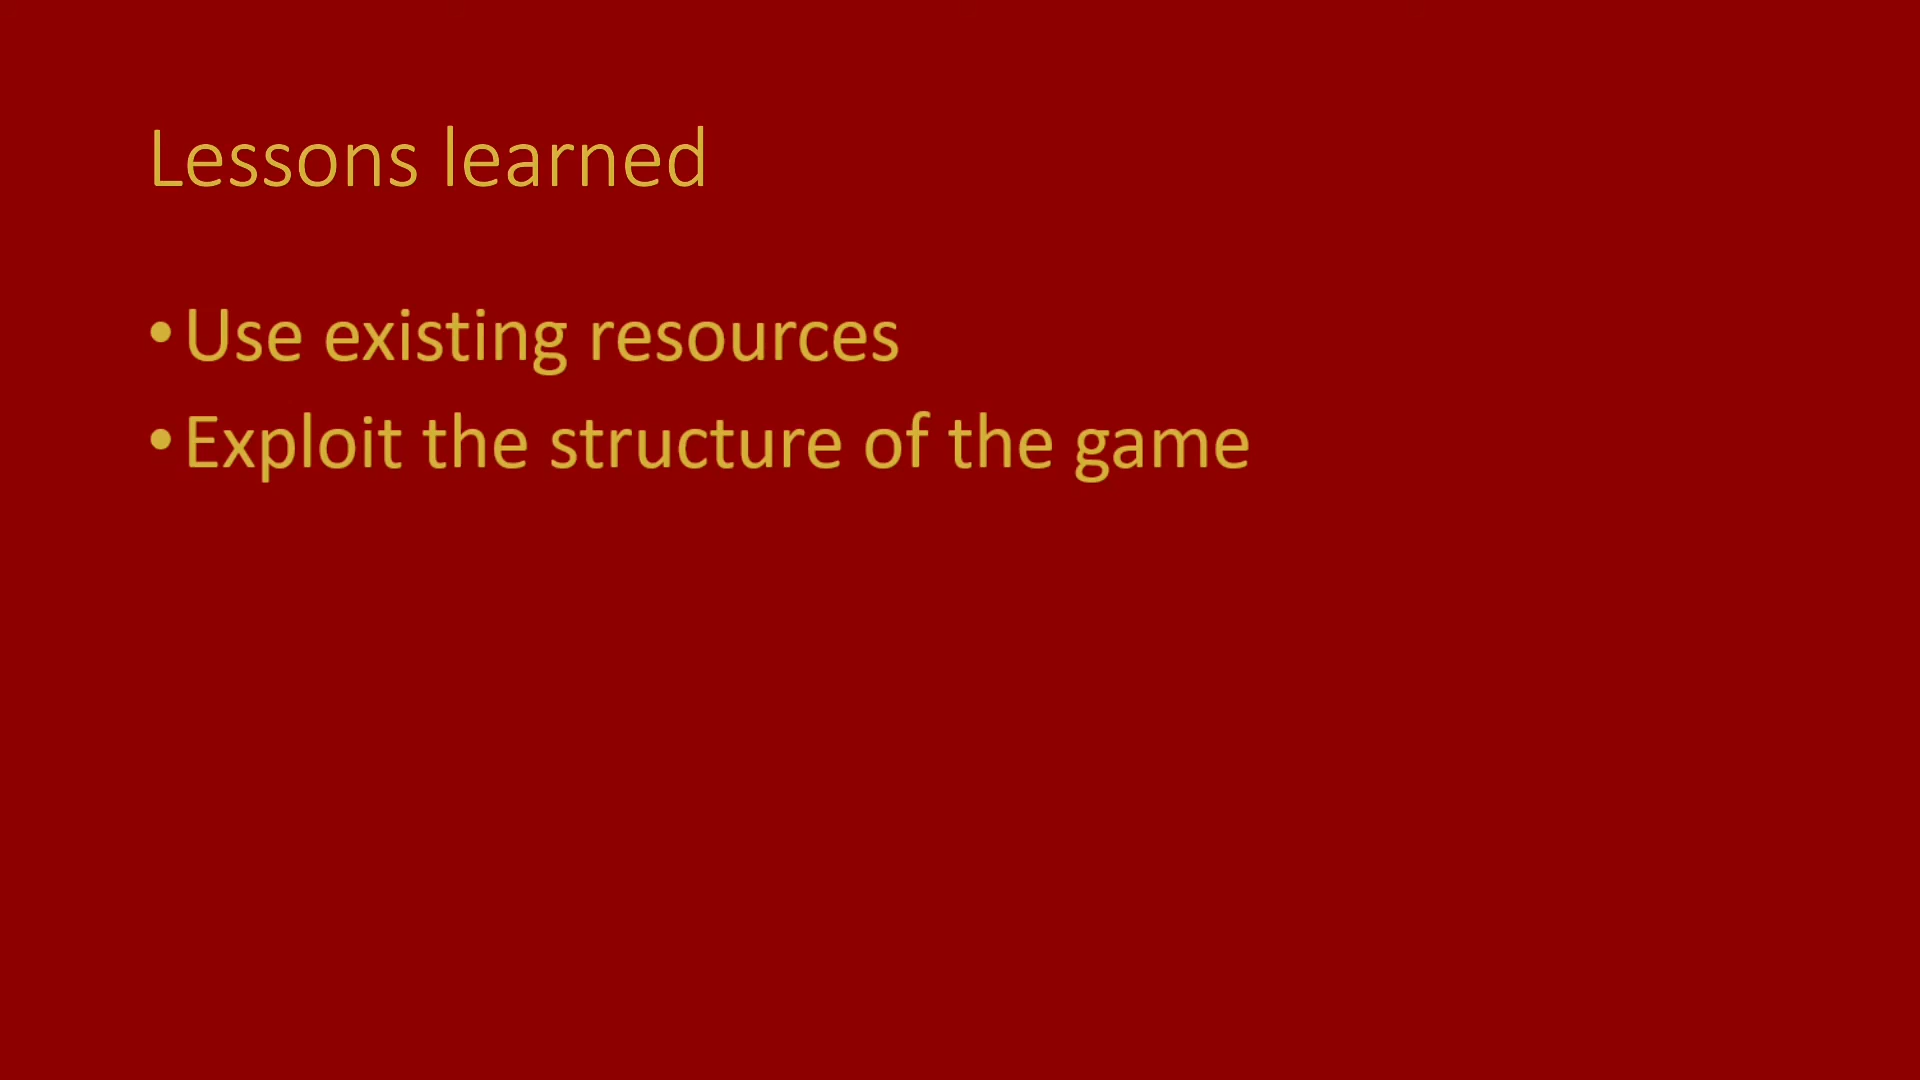 Lessons learned
• Use existing resources
• Exploit the structure of the game